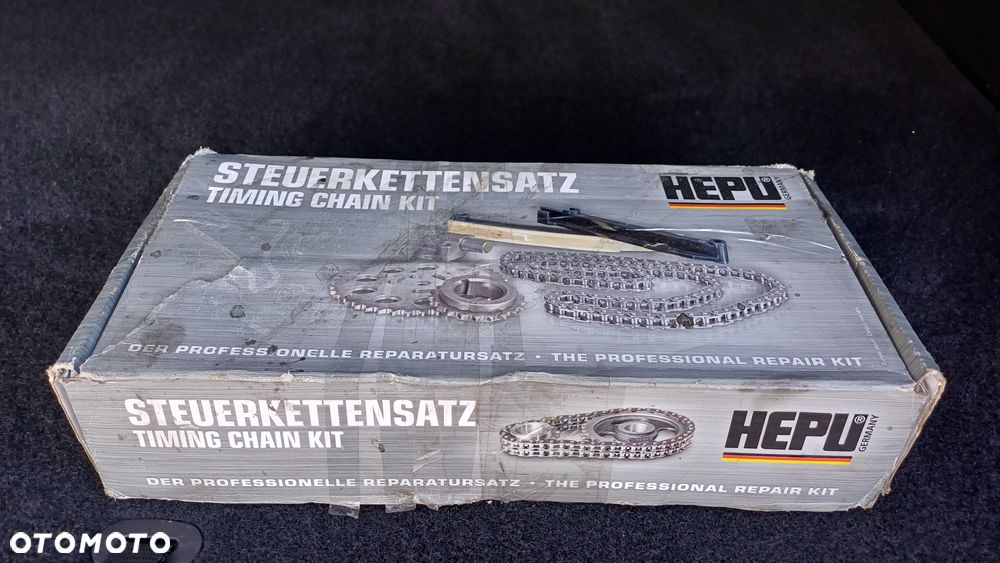 STEUERKETTENSATZ
TIMING CHAIN KIT
HEPU®
GERMANY
DER PROFESSIONELLE REPARATURSATZ · THE PROFESSIONAL REPAIR KIT
STEUERKETTENSATZ
TIMING CHAIN KIT
HEPU®
GERMANY
DER PROFESSIONELLE REPARATURSATZ · THE PROFESSIONAL REPAIR KIT
OTOMOTO